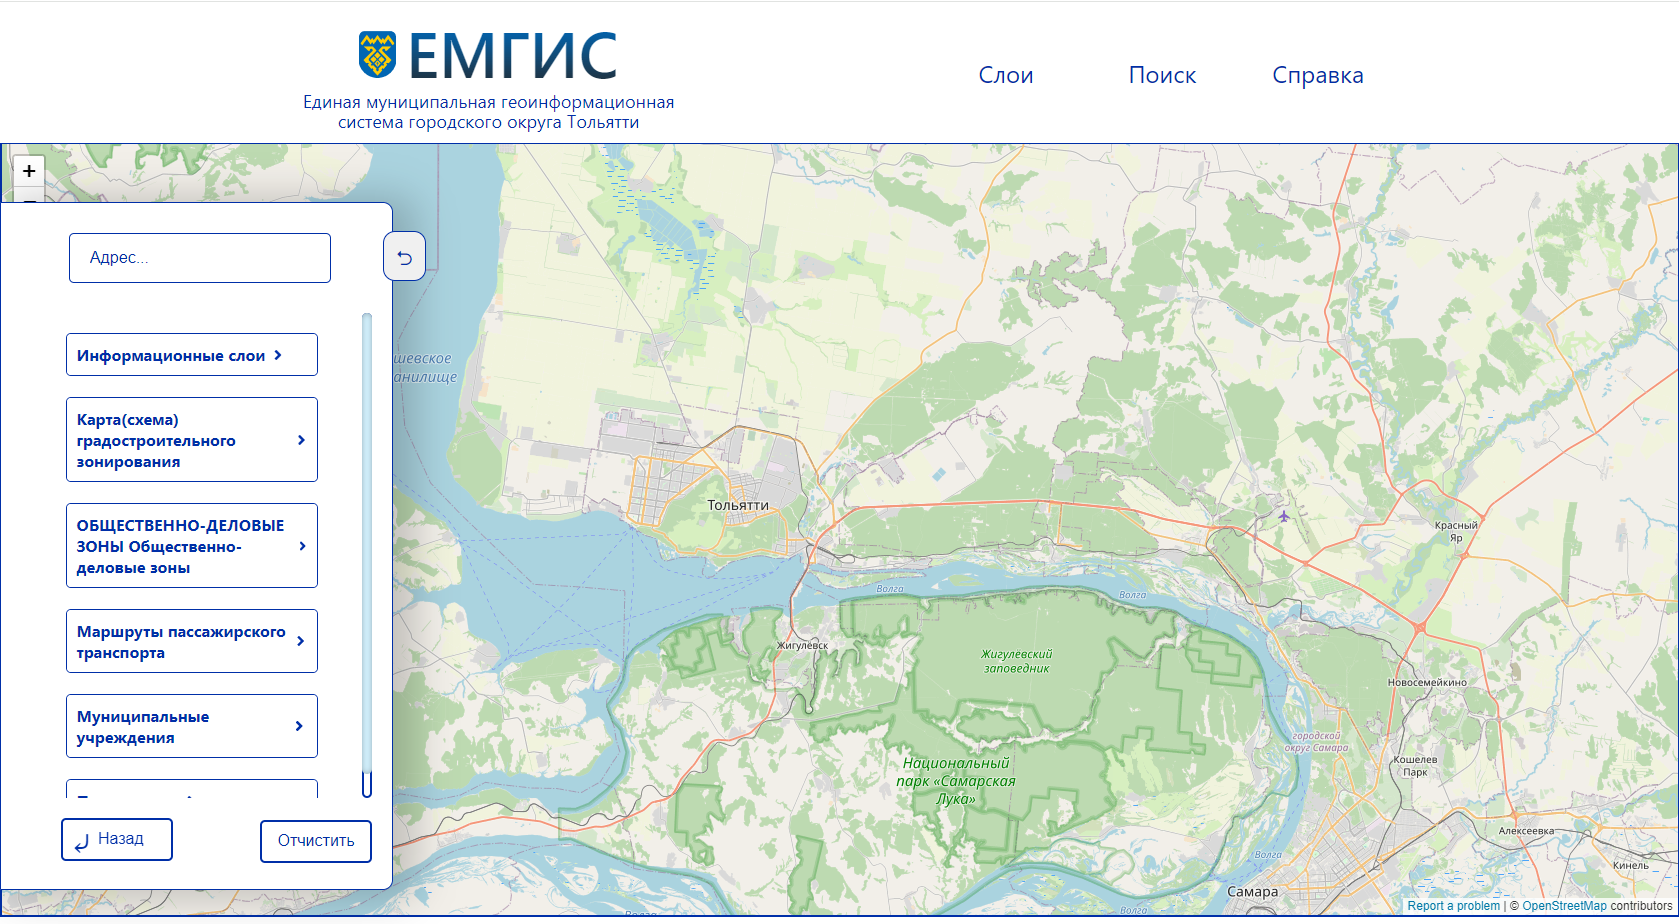 ЕМГИС
Единая муниципальная геоинформационная
система городского округа Тольятти
Слои
Поиск
Справка
+
Адрес...
Информационные слои
Карта(схема)
градостроительного
зонирования
ОБЩЕСТВЕННО-ДЕЛОВЫЕ
ЗОНЫ Общественно-
деловые зоны
Маршруты пассажирского
транспорта
Муниципальные
учреждения
Назад
Отчистить
шевское
анилище
Тольятти
Красный
Яр
Волга
Волга
Жигулёвск
Жигулёвский
заповедник
Новосемейкино
городской
округ Самара
Кошелев
Парк
Национальный
парк «Самарская
Лука»
Алексеевка
Кинель
Волга
Самара
Волга
Волга
Report a problem | © OpenStreetMap contributors